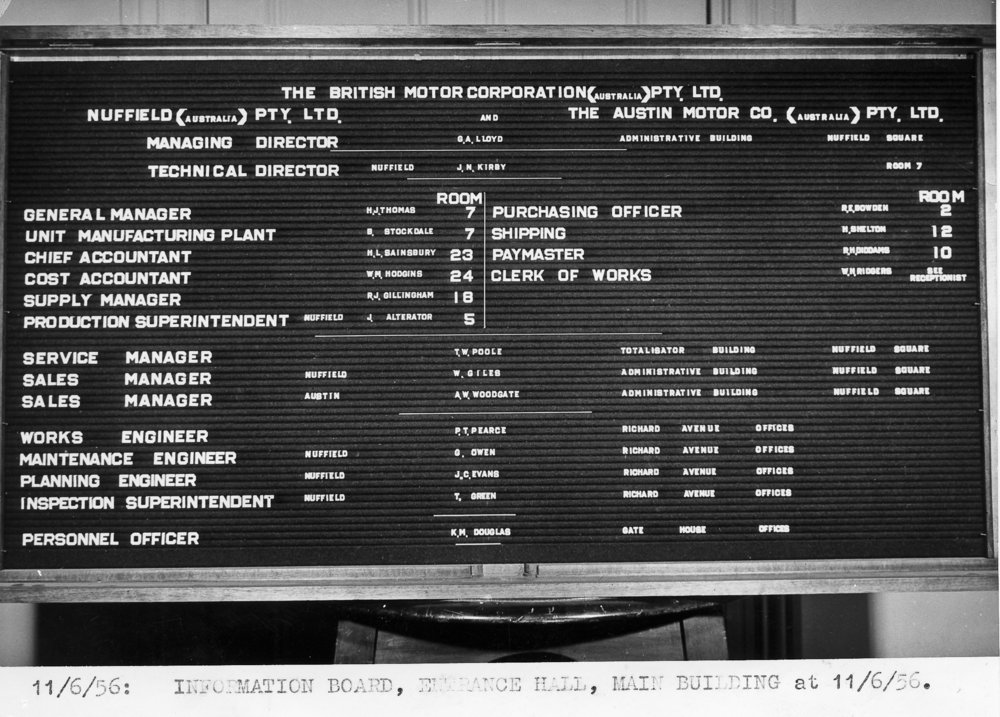 THE BRITISH MOTOR CORPORATION (AUSTRALIA) PTY. LTD.
NUFFIELD (AUSTRALIA) PTY. LTD. AND THE AUSTIN MOTOR CO. (AUSTRALIA) PTY. LTD.
MANAGING DIRECTOR G.A. LLOYD ADMINISTRATIVE BUILDING NUFFIELD SQUARE
TECHNICAL DIRECTOR NUFFIELD J.N. KIRBY ROOM 7
ROOM ROOM
GENERAL MANAGER H.J. THOMAS 7 PURCHASING OFFICER R.E. BOWDEN 2
UNIT MANUFACTURING PLANT S. STOCKDALE 7 SHIPPING H. SHELTON 12
CHIEF ACCOUNTANT H.L. SAINSBURY 23 PAYMASTER R.H. DIDDAMS 10
COST ACCOUNTANT W.M. HODGINS 24 CLERK OF WORKS W.H. RIDGERS SEE RECEPTIONIST
SUPPLY MANAGER R.J. GILLINGHAM 18
PRODUCTION SUPERINTENDENT NUFFIELD J. ALTERATOR 5
SERVICE MANAGER T.W. POOLE TOTALISATOR BUILDING NUFFIELD SQUARE
SALES MANAGER NUFFIELD W. GILES ADMINISTRATIVE BUILDING NUFFIELD SQUARE
SALES MANAGER AUSTIN A.W. WOODGATE ADMINISTRATIVE BUILDING NUFFIELD SQUARE
WORKS ENGINEER P.T. PEARCE RICHARD AVENUE OFFICES
MAINTENANCE ENGINEER NUFFIELD G. OWEN RICHARD AVENUE OFFICES
PLANNING ENGINEER NUFFIELD J.C. EVANS RICHARD AVENUE OFFICES
INSPECTION SUPERINTENDENT NUFFIELD T. GREEN RICHARD AVENUE OFFICES
PERSONNEL OFFICER K.M. DOUGLAS GATE HOUSE OFFICES
11/6/56: INFORMATION BOARD, ENTRANCE HALL, MAIN BUILDING at 11/6/56.